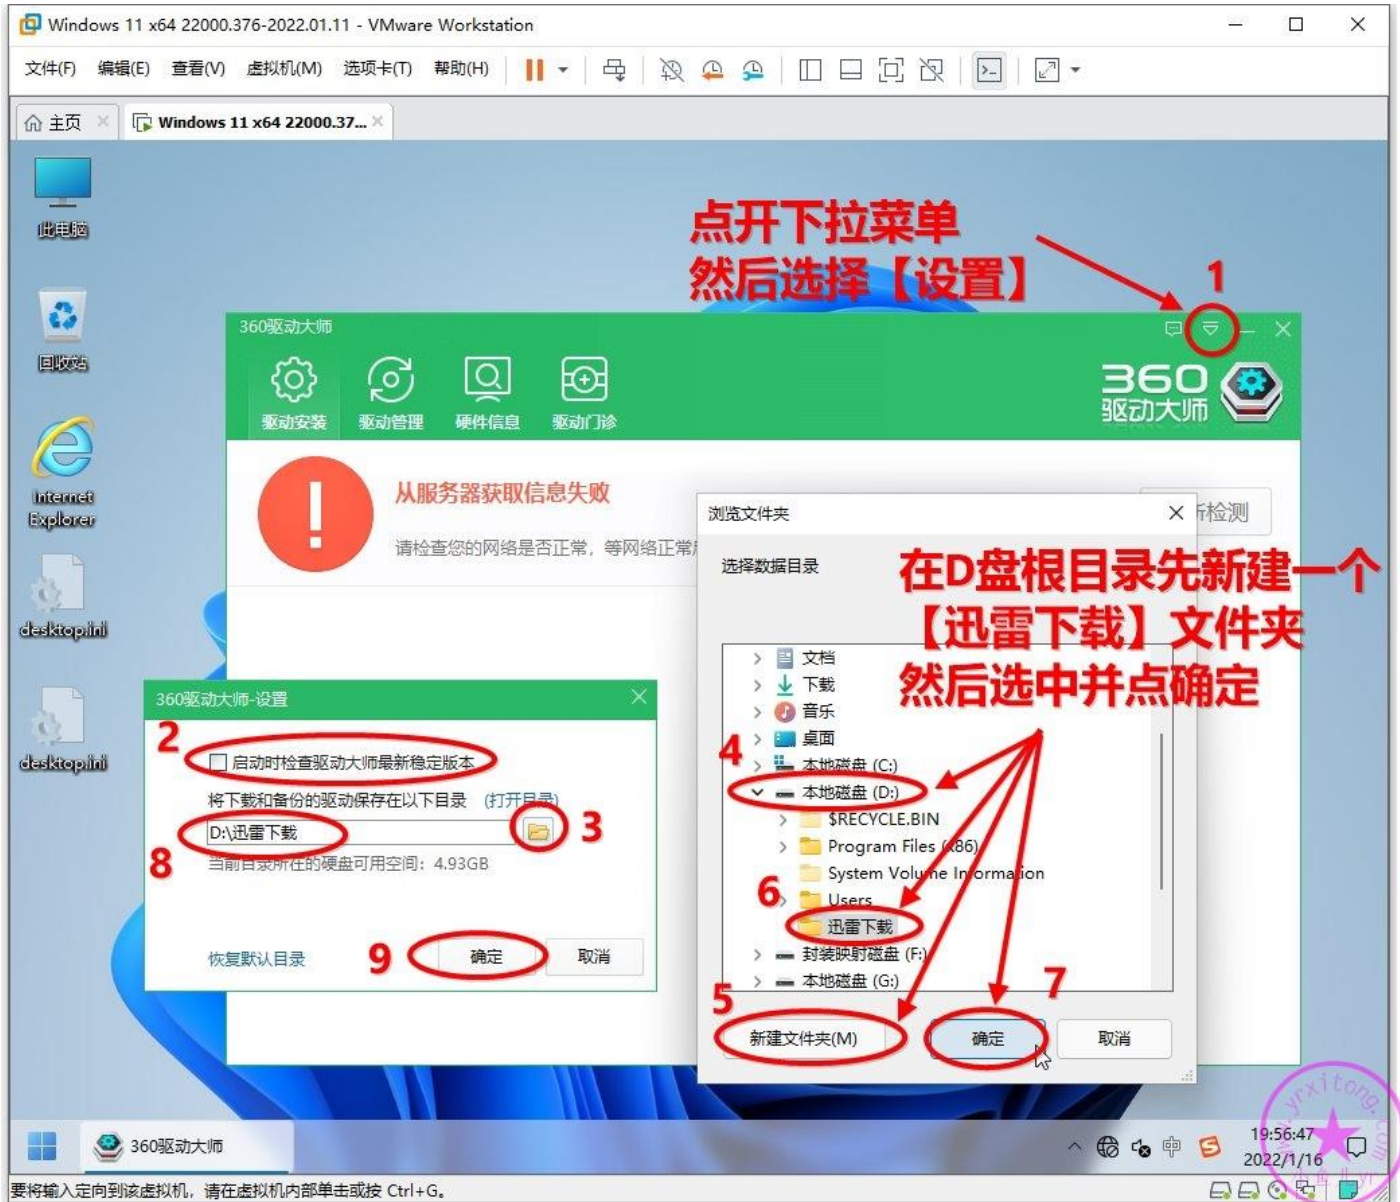 Windows 11 x64 22000.376-2022.01.11 - VMware Workstation
文件(F) 编辑(E) 查看(V) 虚拟机(M) 选项卡(T) 帮助(H)
主页
Windows 11 x64 22000.37...
此电脑
回收站
Internet
Explorer
desktop.ini
desktop.ini
点开下拉菜单
然后选择【设置】
1
360驱动大师
驱动安装 驱动管理 硬件信息 驱动门诊
360
驱动大师
从服务器获取信息失败
请检查您的网络是否正常，等网络正常
新检测
浏览文件夹
选择数据目录
在D盘根目录先新建一个
【迅雷下载】文件夹
然后选中并点确定
文档
下载
音乐
桌面
4
本地磁盘 (C:)
本地磁盘 (D:)
$RECYCLE.BIN
Program Files (x86)
System Volume Information
6
Users
迅雷下载
封装映射磁盘 (F:)
本地磁盘 (G:)
5
7
新建文件夹(M)
确定
取消
360驱动大师-设置
2
启动时检查驱动大师最新稳定版本
将下载和备份的驱动保存在以下目录 (打开目录)
D:\迅雷下载
3
8
当前目录所在的硬盘可用空间：4.93GB
恢复默认目录
9
确定
取消
360驱动大师
中
19:56:47
2022/1/16
要将输入定向到该虚拟机，请在虚拟机内部单击或按 Ctrl+G。